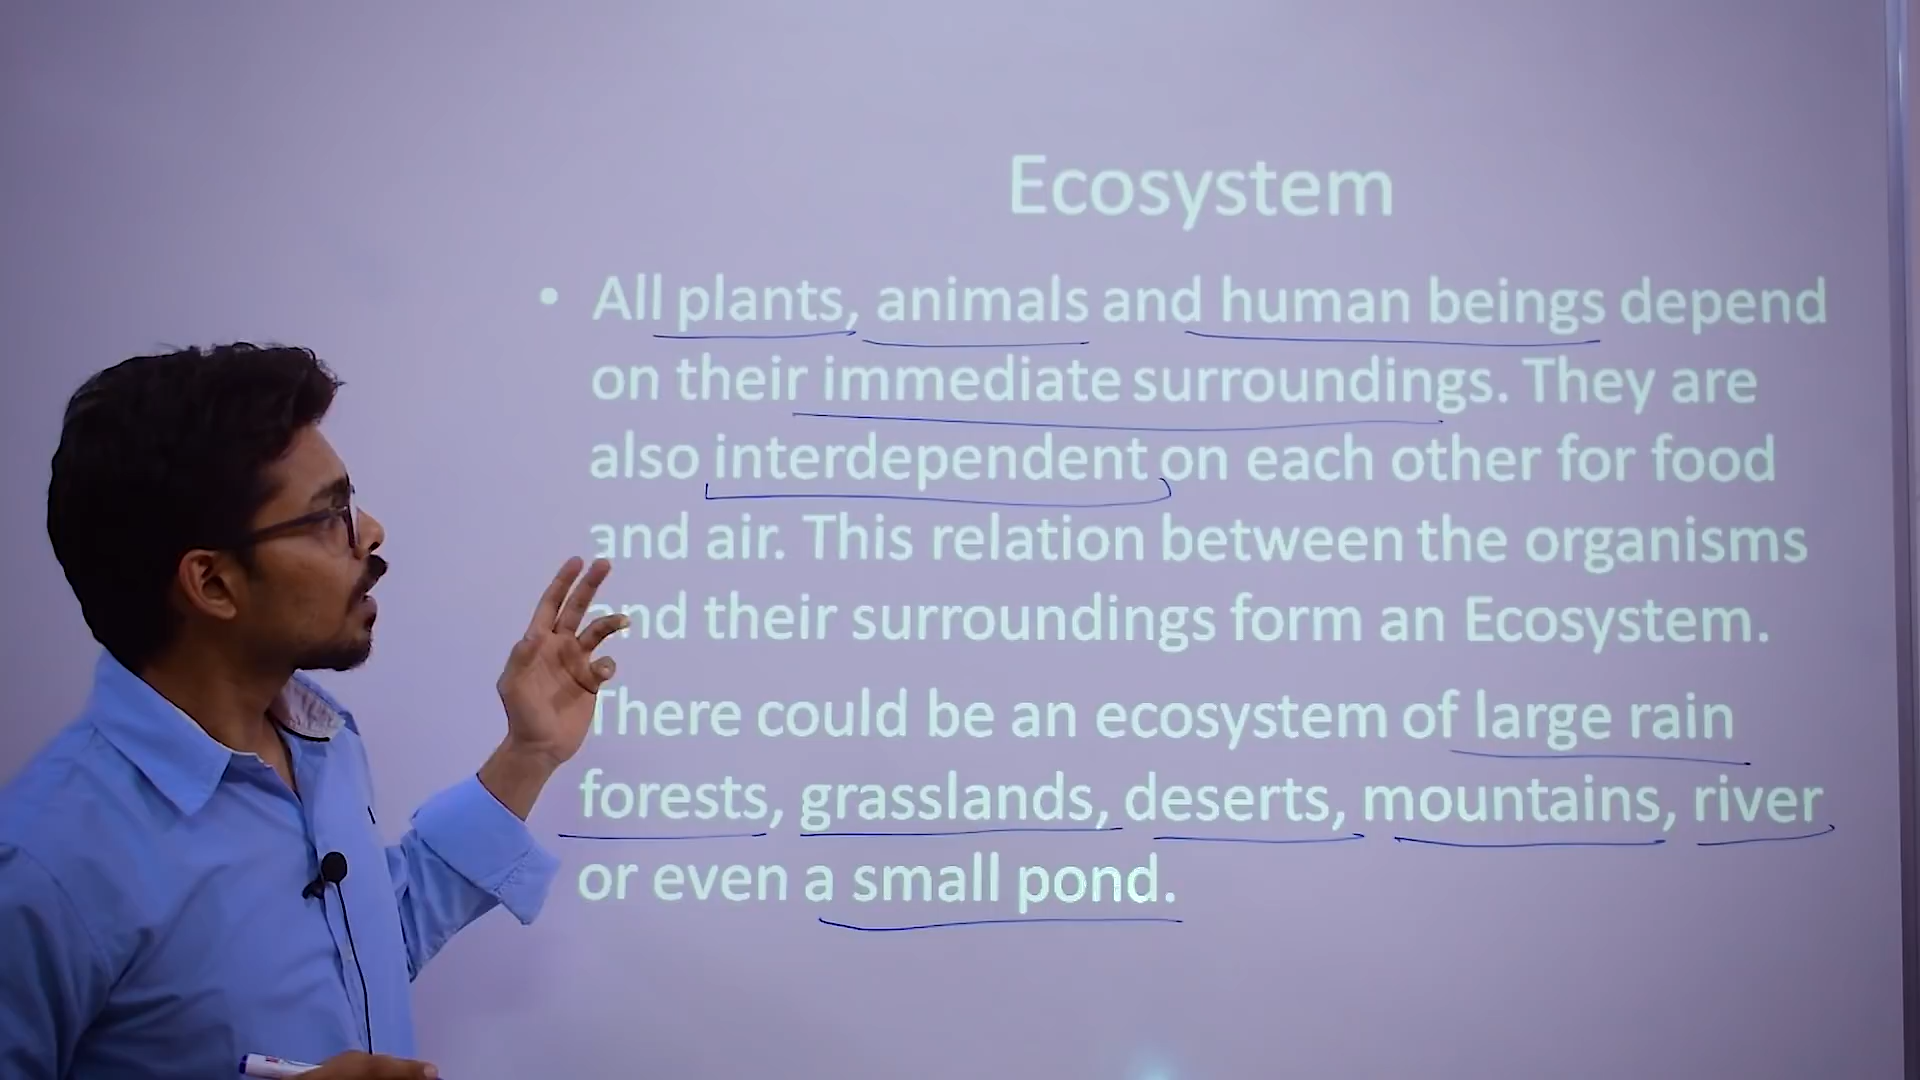 Ecosystem
• All plants, animals and human beings depend
on their immediate surroundings. They are
also interdependent on each other for food
and air. This relation between the organisms
and their surroundings form an Ecosystem.
There could be an ecosystem of large rain
forests, grasslands, deserts, mountains, river
or even a small pond.